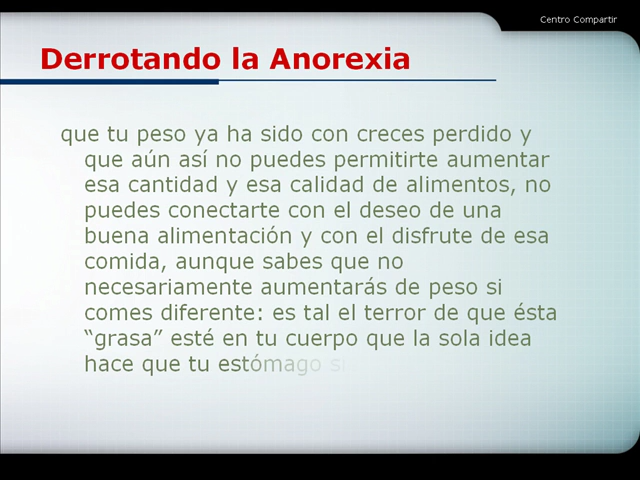 Centro Compartir
Derrotando la Anorexia
que tu peso ya ha sido con creces perdido y
que aún así no puedes permitirte aumentar
esa cantidad y esa calidad de alimentos, no
puedes conectarte con el deseo de una
buena alimentación y con el disfrute de esa
comida, aunque sabes que no
necesariamente aumentarás de peso si
comes diferente: es tal el terror de que ésta
“grasa” esté en tu cuerpo que la sola idea
hace que tu estómago